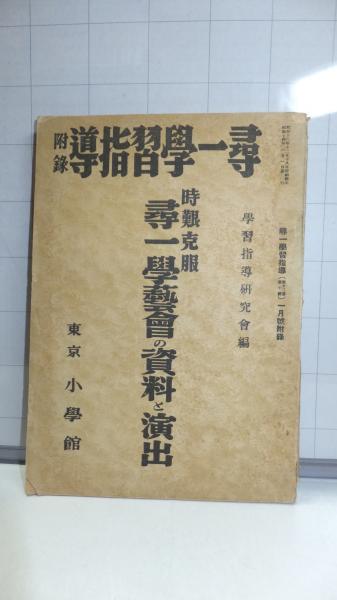 尋一學習指導
附錄
尋一學習指導
一月號附錄
學習指導硏究會編
時艱克服
尋一學藝會の資料と演出
東京 小學館